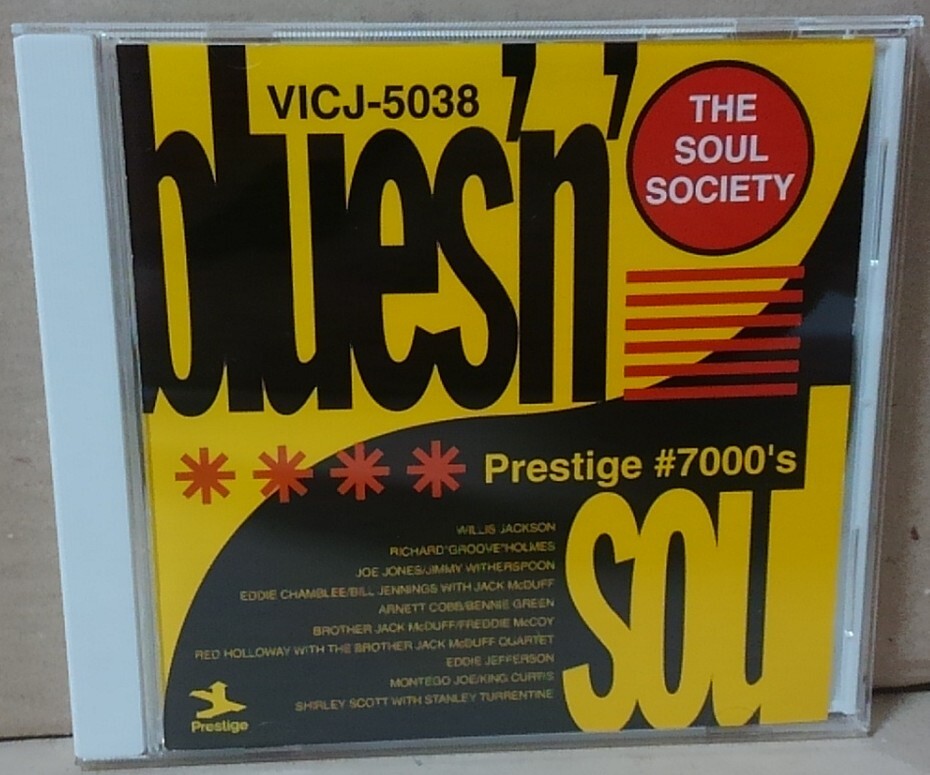 VICJ-5038
blues'n'
THE
SOUL
SOCIETY
Prestige #7000's
soul
WILLIS JACKSON
RICHARD"GROOVE"HOLMES
JOE JONES/JIMMY WITHERSPOON
EDDIE CHAMBLEE/BILL JENNINGS WITH JACK McDUFF
ARNETT COBB/BENNIE GREEN
BROTHER JACK McDUFF/FREDDIE McCOY
RED HOLLOWAY WITH THE BROTHER JACK McDUFF QUARTET
EDDIE JEFFERSON
MONTEGO JOE/KING CURTIS
SHIRLEY SCOTT WITH STANLEY TURRENTINE
Prestige